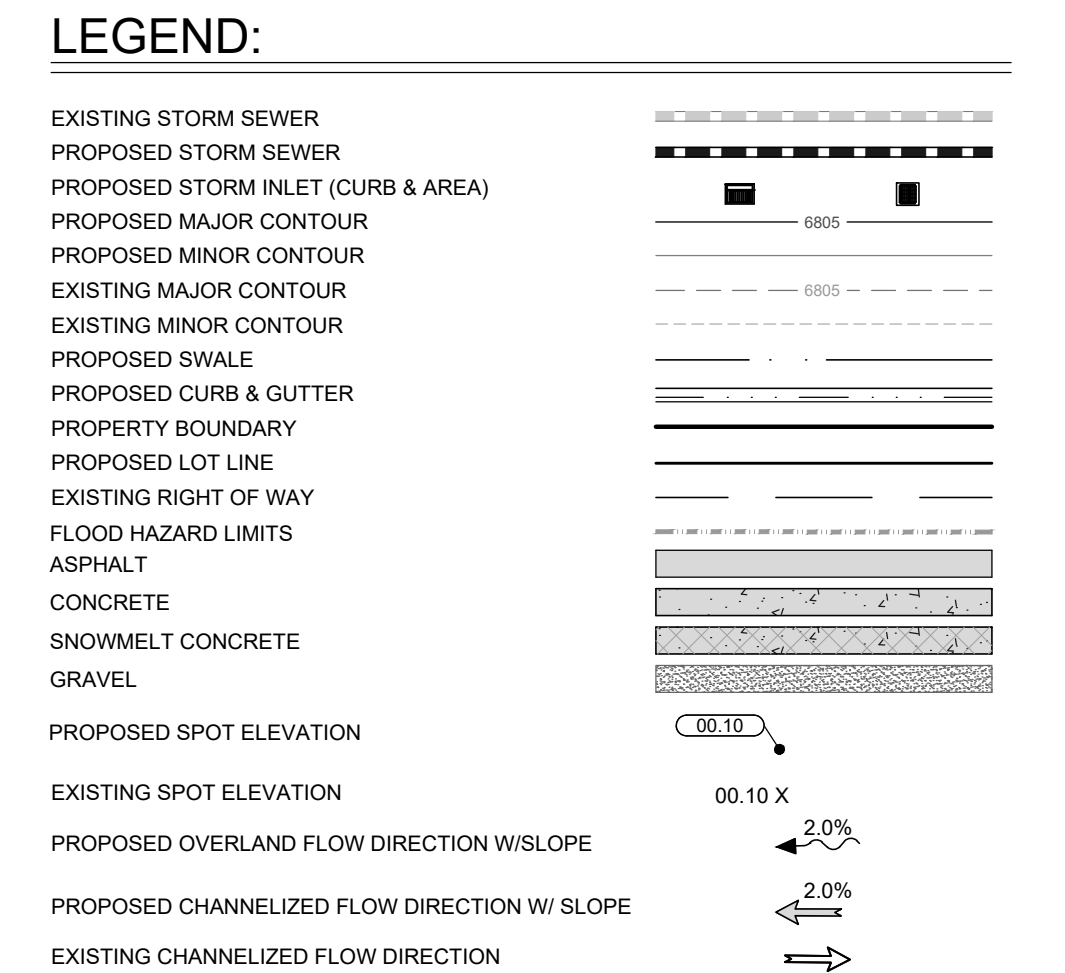 LEGEND:
EXISTING STORM SEWER
PROPOSED STORM SEWER
PROPOSED STORM INLET (CURB & AREA)
PROPOSED MAJOR CONTOUR 6805
PROPOSED MINOR CONTOUR
EXISTING MAJOR CONTOUR 6805
EXISTING MINOR CONTOUR
PROPOSED SWALE
PROPOSED CURB & GUTTER
PROPERTY BOUNDARY
PROPOSED LOT LINE
EXISTING RIGHT OF WAY
FLOOD HAZARD LIMITS
ASPHALT
CONCRETE
SNOWMELT CONCRETE
GRAVEL
PROPOSED SPOT ELEVATION 00.10
EXISTING SPOT ELEVATION 00.10 X
PROPOSED OVERLAND FLOW DIRECTION W/SLOPE 2.0%
PROPOSED CHANNELIZED FLOW DIRECTION W/ SLOPE 2.0%
EXISTING CHANNELIZED FLOW DIRECTION